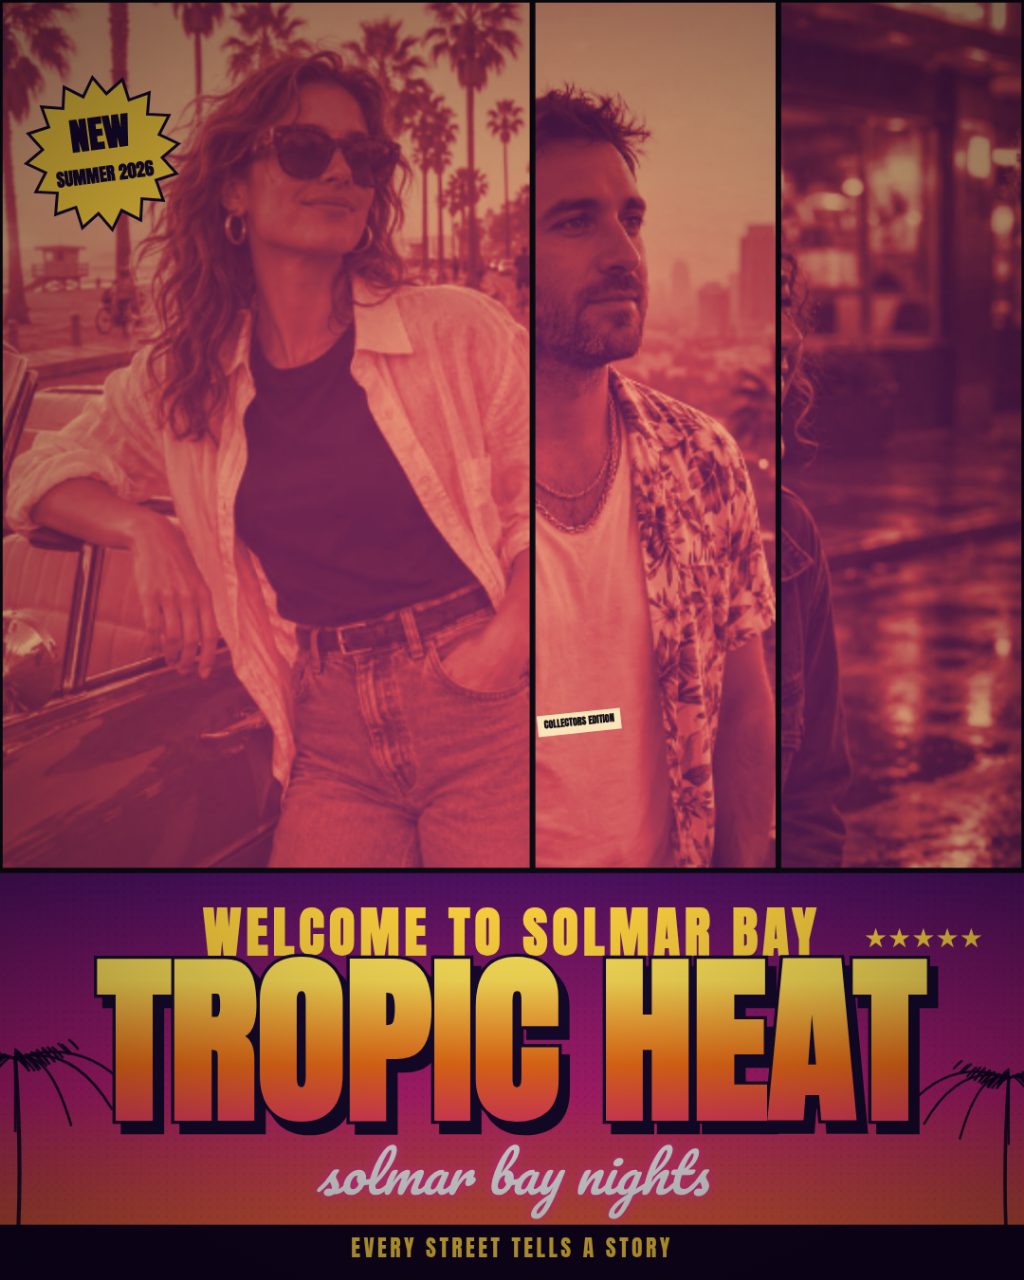 NEW
SUMMER 2026
COLLECTORS EDITION
WELCOME TO SOLMAR BAY
TROPIC HEAT
solmar bay nights
EVERY STREET TELLS A STORY